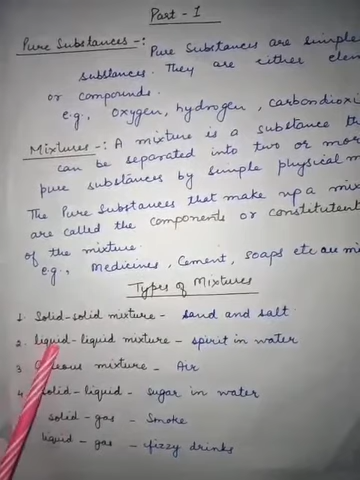 Part - 1
Pure Substances -: Pure Substances are simple
substances. They are either
or compounds.
e.g., Oxygen, hydrogen,
Mixtures -: A mixture is a substance
can be separated into two or
pure substances by simple physical
The Pure Substances that make up a
are called the components or
of the mixture.
e.g., Medicines, Cement, Soaps etc
Types of Mixtures
1. Solid-solid mixture - sand and salt.
2. liquid-liquid mixture - spirit in water
3 mixture - Air
4 solid-liquid - sugar in water
solid-gas - Smoke
liquid-gas - fizzy drinks